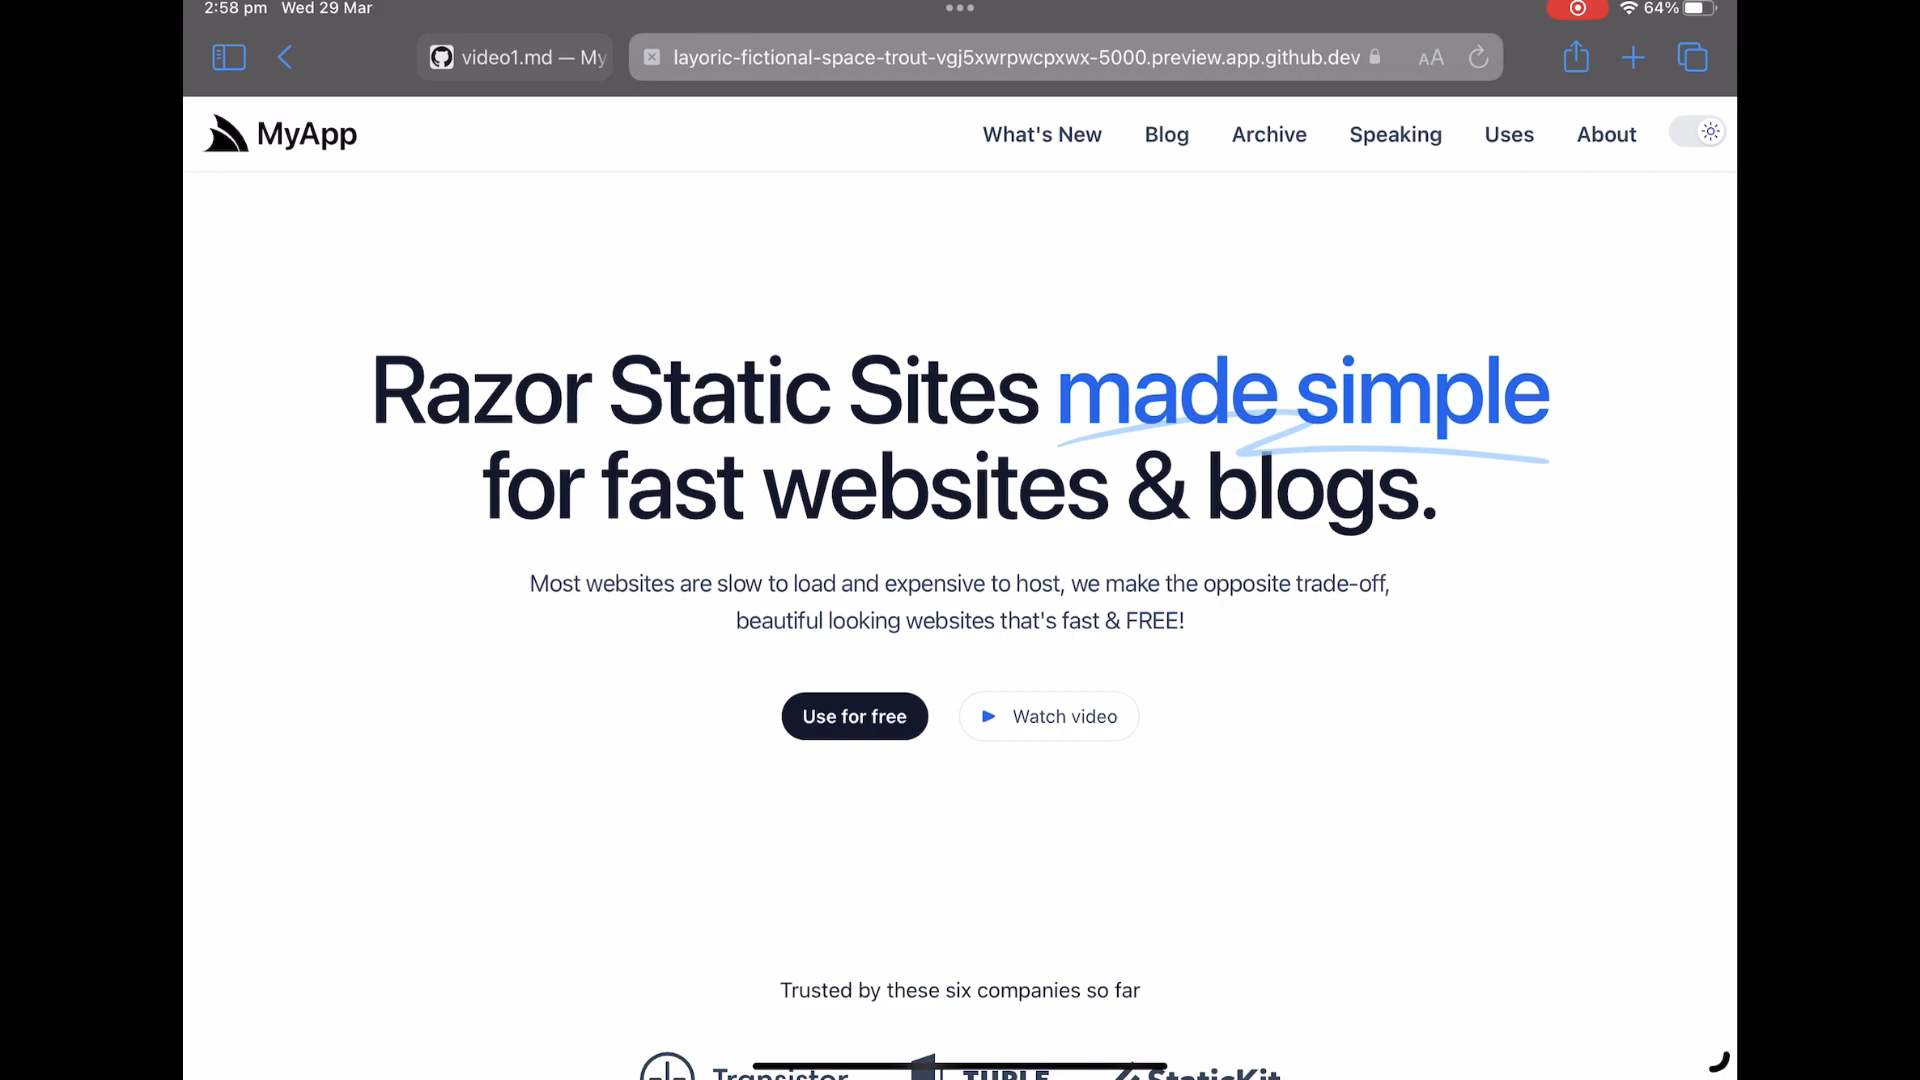 2:58 pm Wed 29 Mar
64%
video1.md — My
layoric-fictional-space-trout-vgj5xwrpwcpxwx-5000.preview.app.github.dev
AA
MyApp
What's New Blog Archive Speaking Uses About
Razor Static Sites made simple
for fast websites & blogs.
Most websites are slow to load and expensive to host, we make the opposite trade-off,
beautiful looking websites that's fast & FREE!
Use for free
Watch video
Trusted by these six companies so far
Transistor TUPLE StaticKit